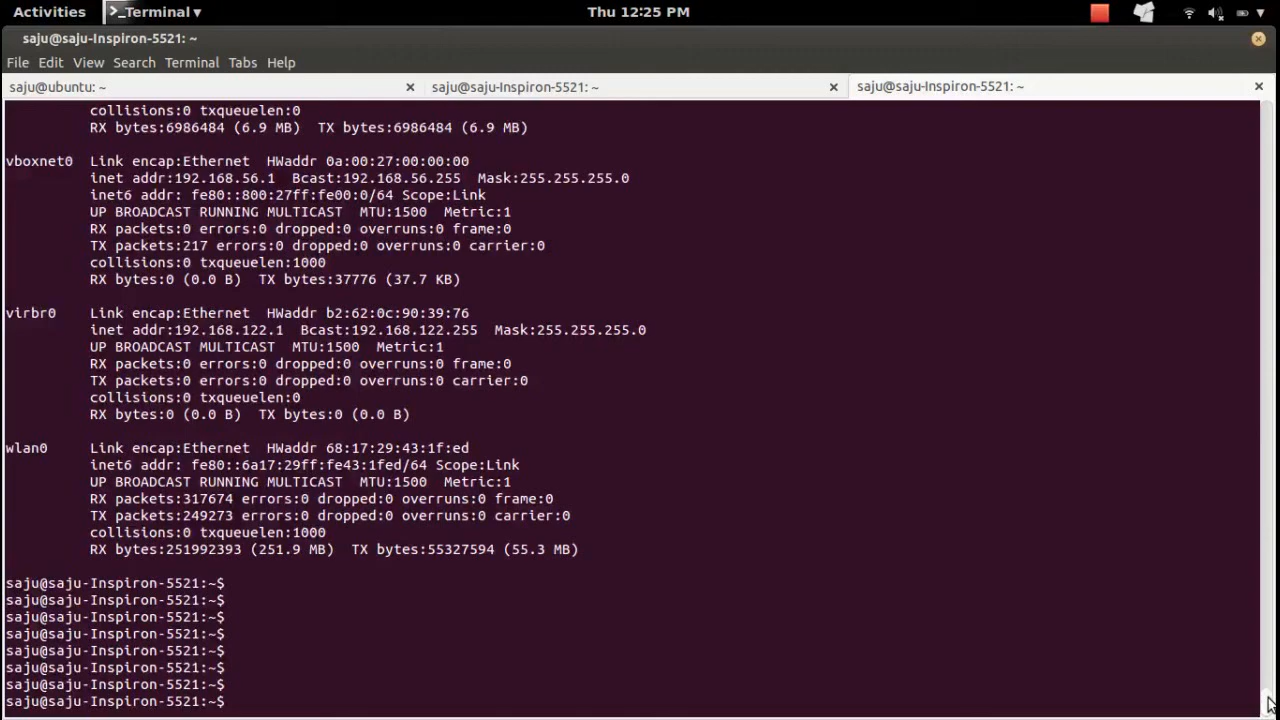 Activities Terminal Thu 12:25 PM
saju@saju-Inspiron-5521: ~
File Edit View Search Terminal Tabs Help
saju@ubuntu: ~ saju@saju-Inspiron-5521: ~ saju@saju-Inspiron-5521: ~
collisions:0 txqueuelen:0
RX bytes:6986484 (6.9 MB)  TX bytes:6986484 (6.9 MB)
vboxnet0  Link encap:Ethernet  HWaddr 0a:00:27:00:00:00
inet addr:192.168.56.1  Bcast:192.168.56.255  Mask:255.255.255.0
inet6 addr: fe80::800:27ff:fe00:0/64 Scope:Link
UP BROADCAST RUNNING MULTICAST  MTU:1500  Metric:1
RX packets:0 errors:0 dropped:0 overruns:0 frame:0
TX packets:217 errors:0 dropped:0 overruns:0 carrier:0
collisions:0 txqueuelen:1000
RX bytes:0 (0.0 B)  TX bytes:37776 (37.7 KB)
virbr0    Link encap:Ethernet  HWaddr b2:62:0c:90:39:76
inet addr:192.168.122.1  Bcast:192.168.122.255  Mask:255.255.255.0
UP BROADCAST MULTICAST  MTU:1500  Metric:1
RX packets:0 errors:0 dropped:0 overruns:0 frame:0
TX packets:0 errors:0 dropped:0 overruns:0 carrier:0
collisions:0 txqueuelen:0
RX bytes:0 (0.0 B)  TX bytes:0 (0.0 B)
wlan0     Link encap:Ethernet  HWaddr 68:17:29:43:1f:ed
inet6 addr: fe80::6a17:29ff:fe43:1fed/64 Scope:Link
UP BROADCAST RUNNING MULTICAST  MTU:1500  Metric:1
RX packets:317674 errors:0 dropped:0 overruns:0 frame:0
TX packets:249273 errors:0 dropped:0 overruns:0 carrier:0
collisions:0 txqueuelen:1000
RX bytes:251992393 (251.9 MB)  TX bytes:55327594 (55.3 MB)
saju@saju-Inspiron-5521:~$
saju@saju-Inspiron-5521:~$
saju@saju-Inspiron-5521:~$
saju@saju-Inspiron-5521:~$
saju@saju-Inspiron-5521:~$
saju@saju-Inspiron-5521:~$
saju@saju-Inspiron-5521:~$
saju@saju-Inspiron-5521:~$